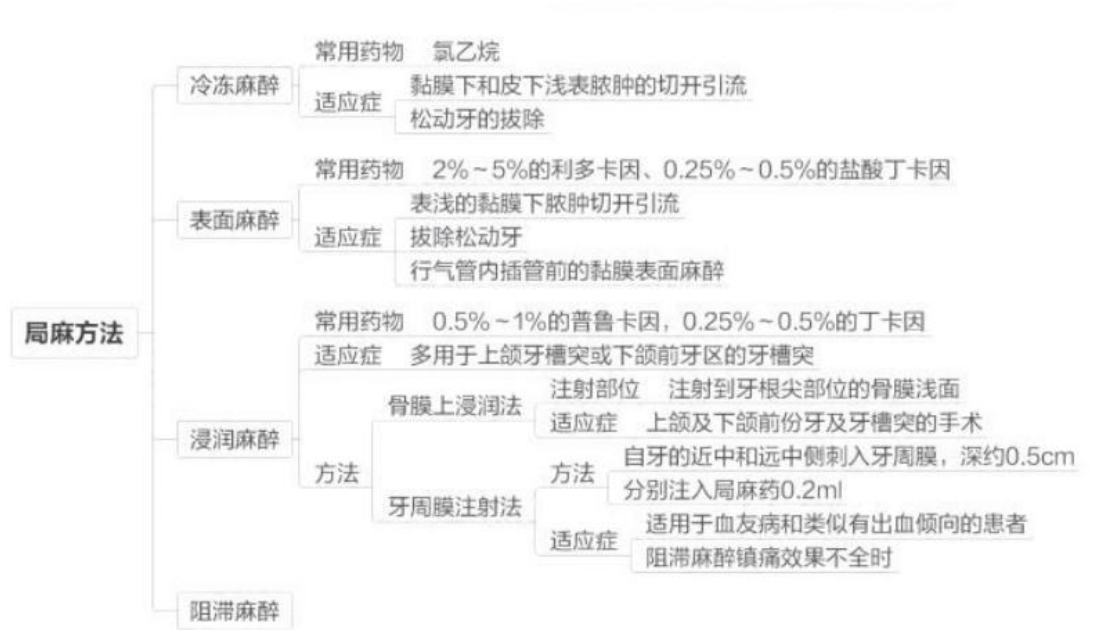 局麻方法
冷冻麻醉
常用药物 氯乙烷
适应症
黏膜下和皮下浅表脓肿的切开引流
松动牙的拔除
表面麻醉
常用药物 2%~5%的利多卡因、0.25%~0.5%的盐酸丁卡因
适应症
表浅的黏膜下脓肿切开引流
拔除松动牙
行气管内插管前的黏膜表面麻醉
浸润麻醉
常用药物 0.5%~1%的普鲁卡因，0.25%~0.5%的丁卡因
适应症 多用于上颌牙槽突或下颌前牙区的牙槽突
方法
骨膜上浸润法
注射部位 注射到牙根尖部位的骨膜浅面
适应症 上颌及下颌前份牙及牙槽突的手术
牙周膜注射法
方法
自牙的近中和远中侧刺入牙周膜，深约0.5cm
分别注入局麻药0.2ml
适应症
适用于血友病和类似有出血倾向的患者
阻滞麻醉镇痛效果不全时
阻滞麻醉